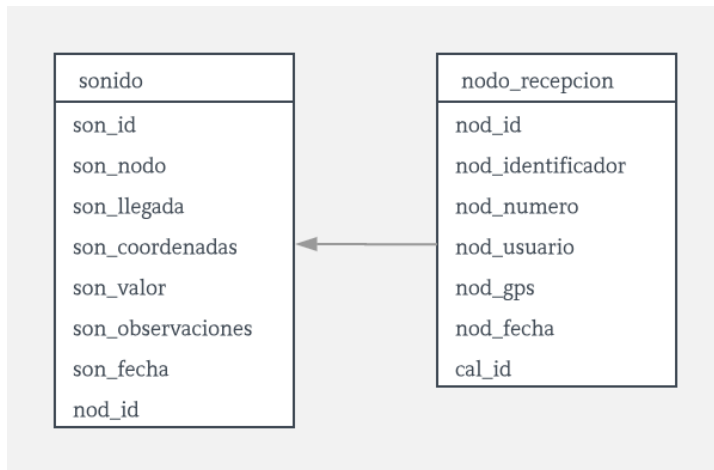 sonido
son_id
son_nodo
son_llegada
son_coordenadas
son_valor
son_observaciones
son_fecha
nod_id
nodo_recepcion
nod_id
nod_identificador
nod_numero
nod_usuario
nod_gps
nod_fecha
cal_id